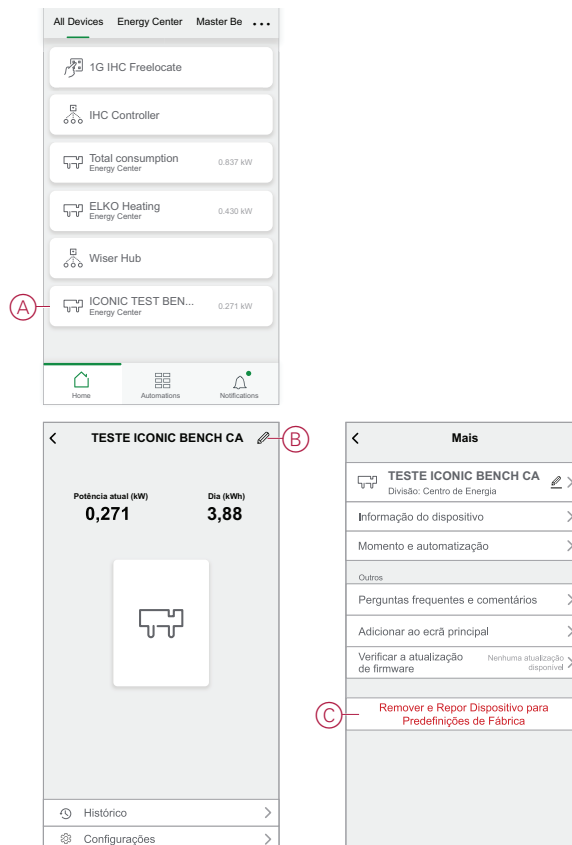 All Devices Energy Center Master Be ...
1G IHC Freelocate
IHC Controller
Total consumption
Energy Center
0.837 kW
ELKO Heating
Energy Center
0.430 kW
Wiser Hub
A
ICONIC TEST BEN...
Energy Center
0.271 kW
Home Automations Notifications
TESTE ICONIC BENCH CA
B
Potência atual (kW) Dia (kWh)
0,271 3,88
Histórico
Configurações
Mais
TESTE ICONIC BENCH CA
Divisão: Centro de Energia
Informação do dispositivo
Momento e automatização
Outros
Perguntas frequentes e comentários
Adicionar ao ecrã principal
Verificar a atualização
de firmware
Nenhuma atualização
disponível
C
Remover e Repor Dispositivo para
Predefinições de Fábrica